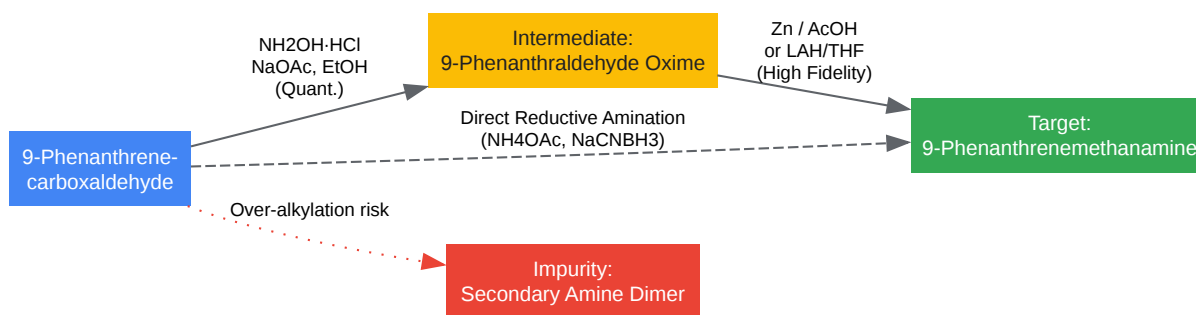 NH2OH·HCl
NaOAc, EtOH
(Quant.)
Intermediate:
9-Phenanthraldehyde Oxime
Zn / AcOH
or LAH/THF
(High Fidelity)
Direct Reductive Amination
(NH4OAc, NaCNBH3)
9-Phenanthrene-
carboxaldehyde
Target:
9-Phenanthrenemethanamine
Over-alkylation risk
Impurity:
Secondary Amine Dimer